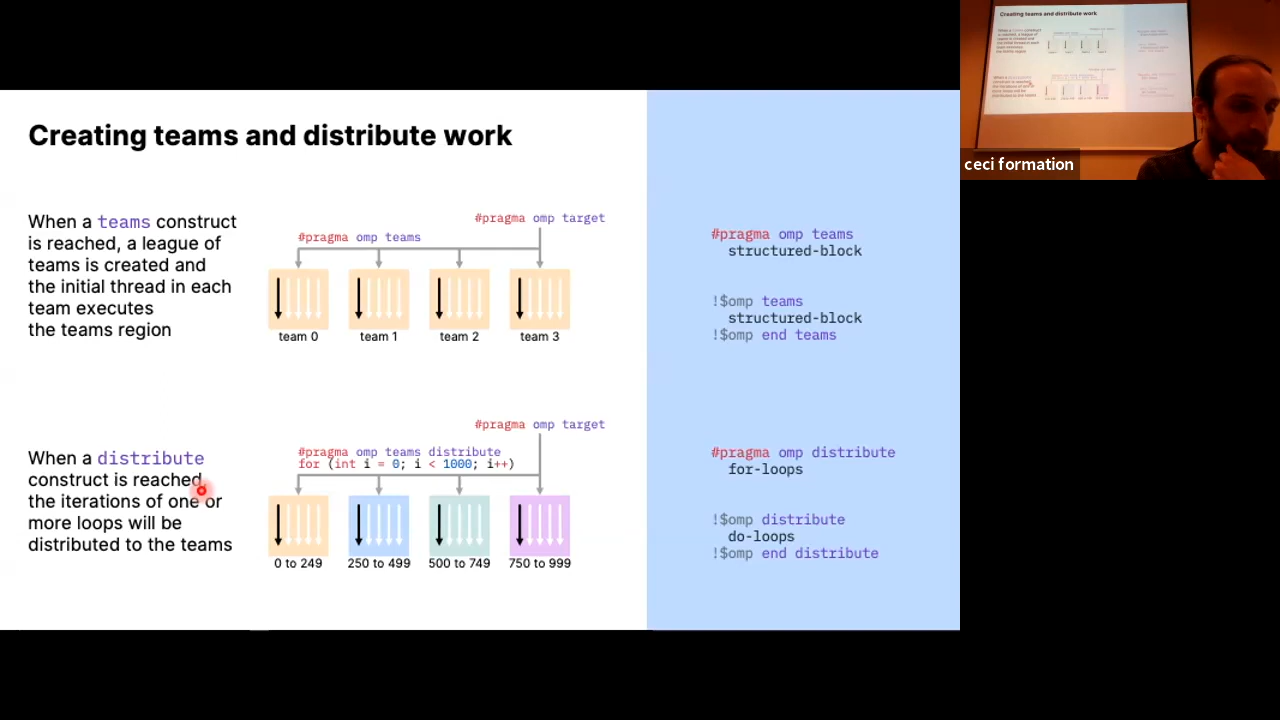 Creating teams and distribute work
When a teams construct
is reached, a league of
teams is created and
the initial thread in each
team executes
the teams region
#pragma omp target
#pragma omp teams
team 0
team 1
team 2
team 3
#pragma omp teams
structured-block
!$omp teams
structured-block
!$omp end teams
When a distribute
construct is reached
the iterations of one or
more loops will be
distributed to the teams
#pragma omp target
#pragma omp teams distribute
for (int i = 0; i < 1000; i++)
0 to 249
250 to 499
500 to 749
750 to 999
#pragma omp distribute
for-loops
!$omp distribute
do-loops
!$omp end distribute
Creating teams and distribute work
ceci formation